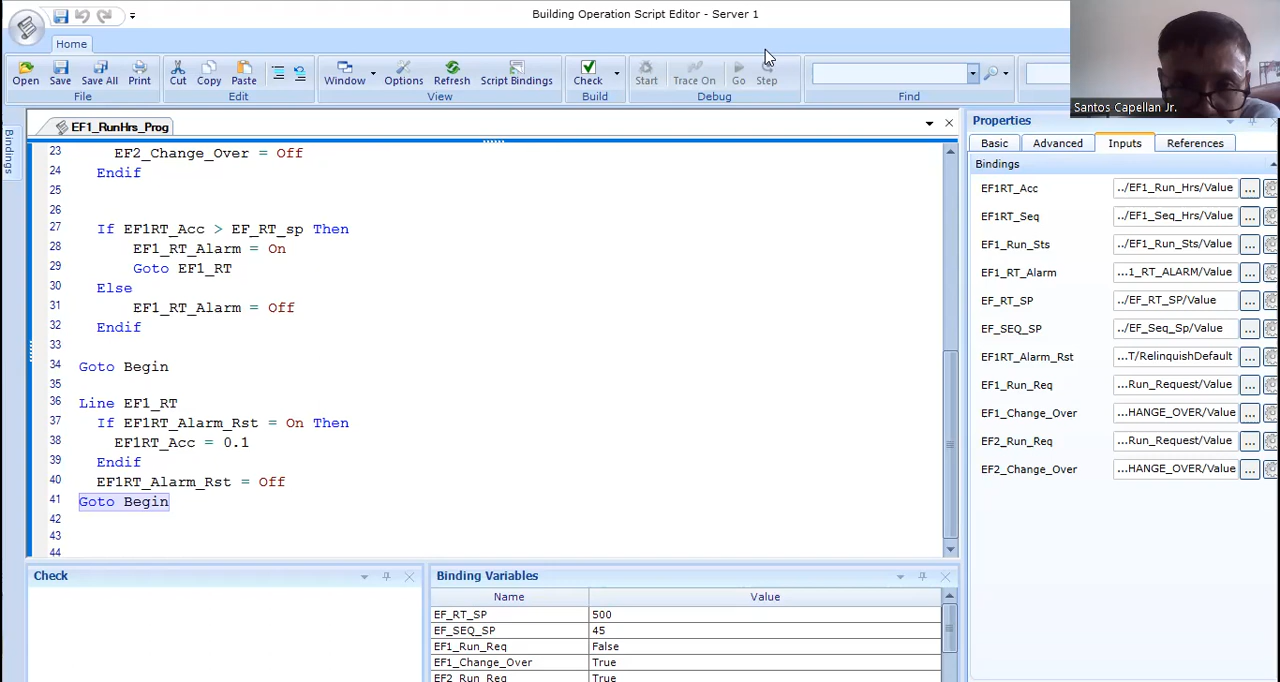 Building Operation Script Editor - Server 1
Home
Open Save Save All Print Cut Copy Paste Window Options Refresh Script Bindings Check Start Trace On Go Step
File Edit View Build Debug Find
Santos Capellan Jr.
Bindings
EF1_RunHrs_Prog
23 EF2_Change_Over = Off
24 Endif
25
26
27 If EF1RT_Acc > EF_RT_sp Then
28 EF1_RT_Alarm = On
29 Goto EF1_RT
30 Else
31 EF1_RT_Alarm = Off
32 Endif
33
34 Goto Begin
35
36 Line EF1_RT
37 If EF1RT_Alarm_Rst = On Then
38 EF1RT_Acc = 0.1
39 Endif
40 EF1RT_Alarm_Rst = Off
41 Goto Begin
42
43
44
Properties
Basic Advanced Inputs References
Bindings
EF1RT_Acc ../EF1_Run_Hrs/Value ...
EF1RT_Seq ../EF1_Seq_Hrs/Value ...
EF1_Run_Sts ../EF1_Run_Sts/Value ...
EF1_RT_Alarm ...1_RT_ALARM/Value ...
EF_RT_SP ../EF_RT_SP/Value ...
EF_SEQ_SP ../EF_Seq_Sp/Value ...
EF1RT_Alarm_Rst ...T/RelinquishDefault ...
EF1_Run_Req ...Run_Request/Value ...
EF1_Change_Over ...HANGE_OVER/Value ...
EF2_Run_Req ...Run_Request/Value ...
EF2_Change_Over ...HANGE_OVER/Value ...
Check
Binding Variables
Name Value
EF_RT_SP 500
EF_SEQ_SP 45
EF1_Run_Req False
EF1_Change_Over True
EF2_Run_Req True